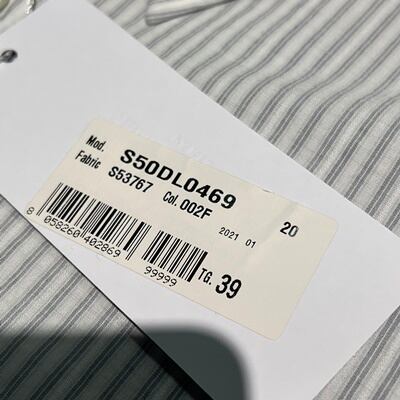 Mod. S50DL0469 20
Fabric S53767 Col. 002F 2021 01
8 058260 402869 99999 TG. 39